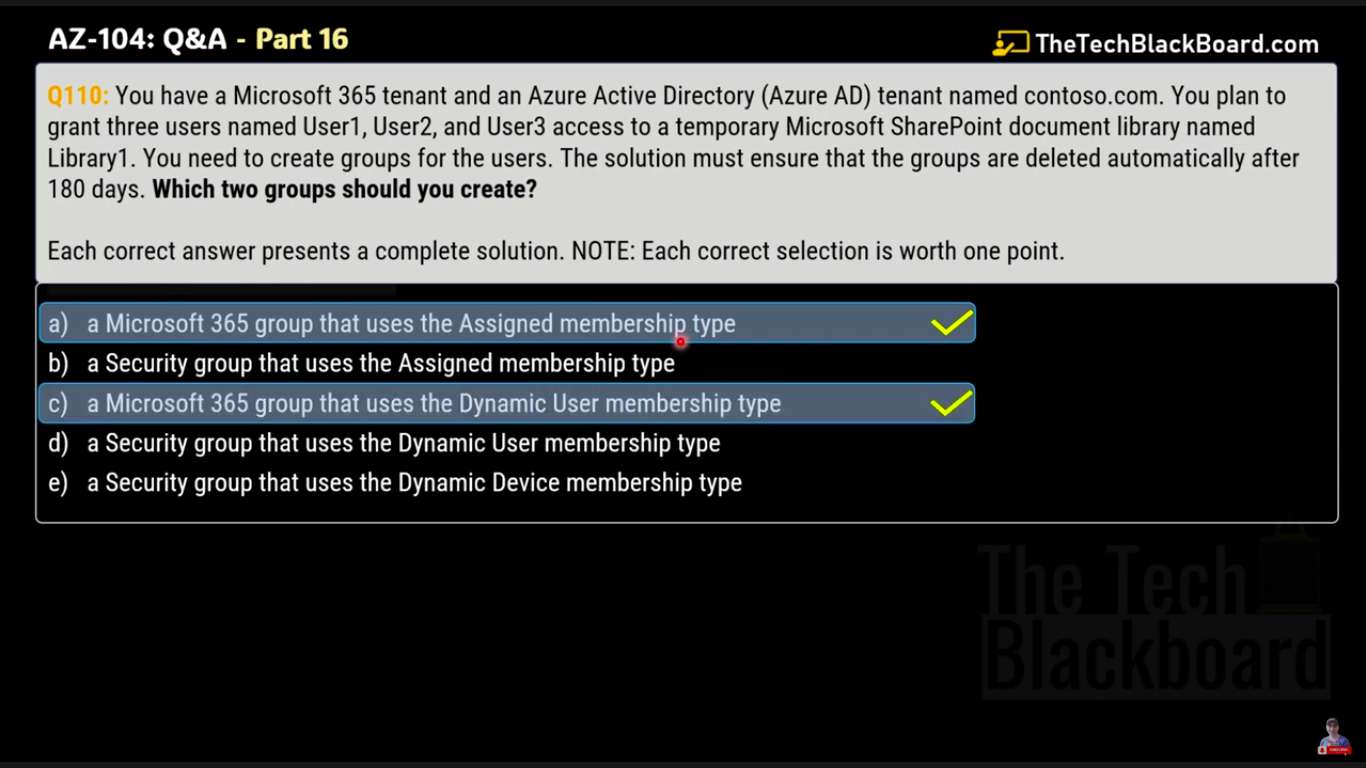 AZ-104: Q&A - Part 16
TheTechBlackBoard.com
Q110: You have a Microsoft 365 tenant and an Azure Active Directory (Azure AD) tenant named contoso.com. You plan to
grant three users named User1, User2, and User3 access to a temporary Microsoft SharePoint document library named
Library1. You need to create groups for the users. The solution must ensure that the groups are deleted automatically after
180 days. Which two groups should you create?
Each correct answer presents a complete solution. NOTE: Each correct selection is worth one point.
a) a Microsoft 365 group that uses the Assigned membership type
b) a Security group that uses the Assigned membership type
c) a Microsoft 365 group that uses the Dynamic User membership type
d) a Security group that uses the Dynamic User membership type
e) a Security group that uses the Dynamic Device membership type
The Tech
Blackboard